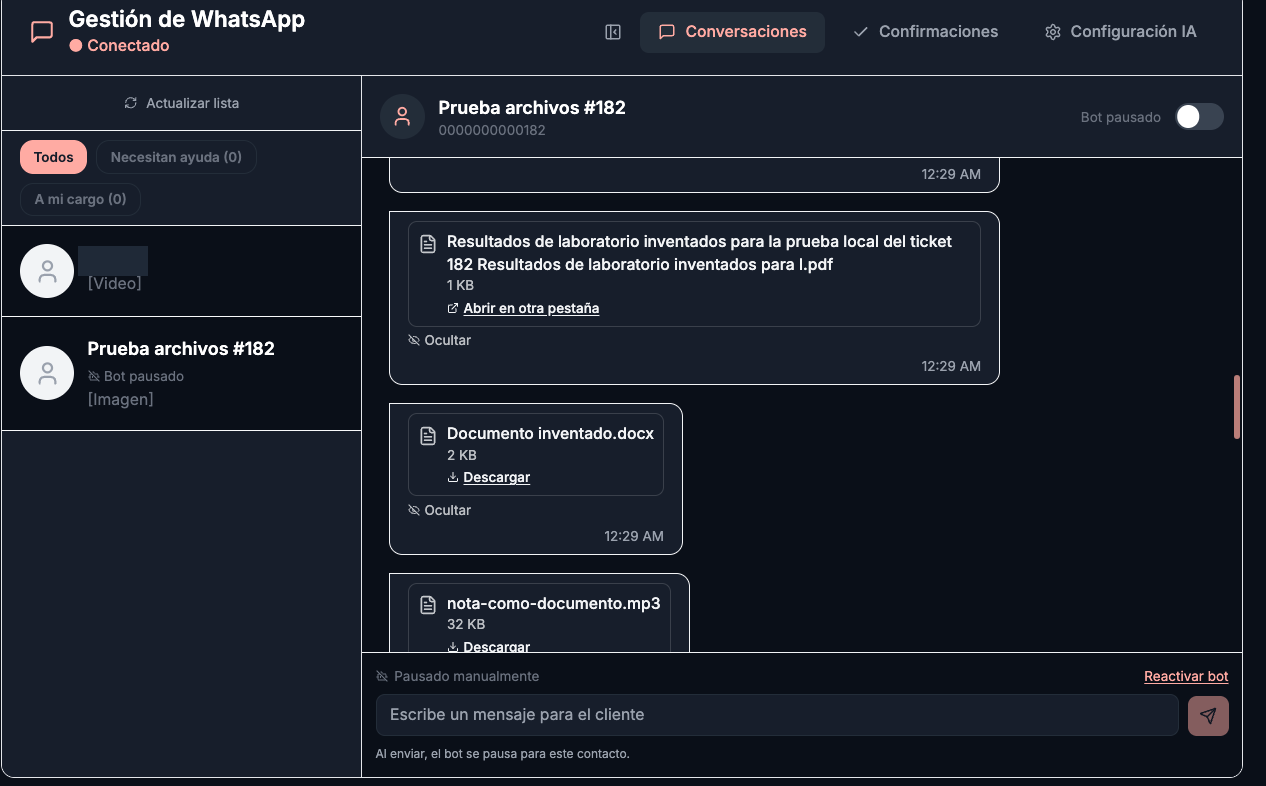 Gestión de WhatsApp
Conectado
Conversaciones
Confirmaciones
Configuración IA
Actualizar lista
Todos
Necesitan ayuda (0)
A mi cargo (0)
[Video]
Prueba archivos #182
Bot pausado
[Imagen]
Prueba archivos #182
0000000000182
Bot pausado
12:29 AM
Resultados de laboratorio inventados para la prueba local del ticket
182 Resultados de laboratorio inventados para l.pdf
1 KB
Abrir en otra pestaña
Ocultar
12:29 AM
Documento inventado.docx
2 KB
Descargar
Ocultar
12:29 AM
nota-como-documento.mp3
32 KB
Descargar
Pausado manualmente
Reactivar bot
Escribe un mensaje para el cliente
Al enviar, el bot se pausa para este contacto.